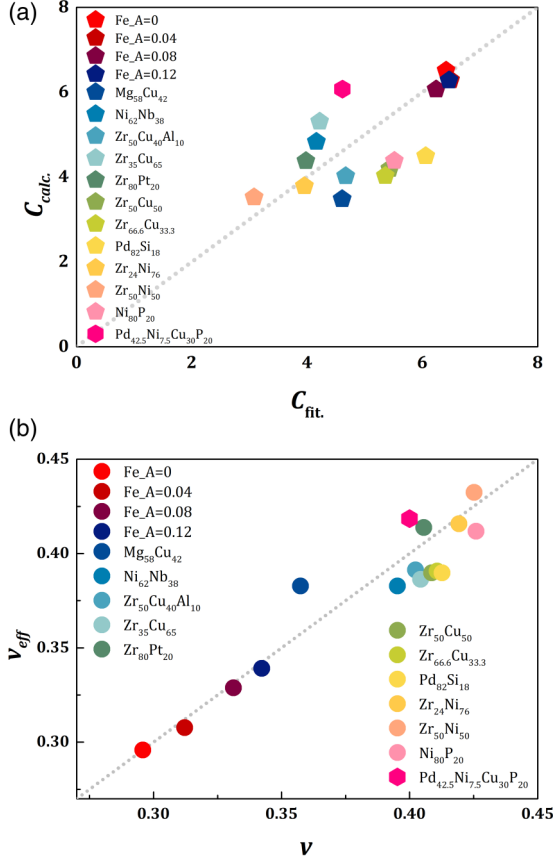 (a)
8
6
4
2
0
C_calc.
Fe_A=0
Fe_A=0.04
Fe_A=0.08
Fe_A=0.12
Mg58Cu42
Ni62Nb38
Zr50Cu40Al10
Zr35Cu65
Zr80Pt20
Zr50Cu50
Zr66.6Cu33.3
Pd82Si18
Zr24Ni76
Zr50Ni50
Ni80P20
Pd42.5Ni7.5Cu30P20
2 4 6 8
C_fit.
(b)
0.45
0.40
0.35
0.30
ν_eff
Fe_A=0
Fe_A=0.04
Fe_A=0.08
Fe_A=0.12
Mg58Cu42
Ni62Nb38
Zr50Cu40Al10
Zr35Cu65
Zr80Pt20
Zr50Cu50
Zr66.6Cu33.3
Pd82Si18
Zr24Ni76
Zr50Ni50
Ni80P20
Pd42.5Ni7.5Cu30P20
0.30 0.35 0.40 0.45
ν